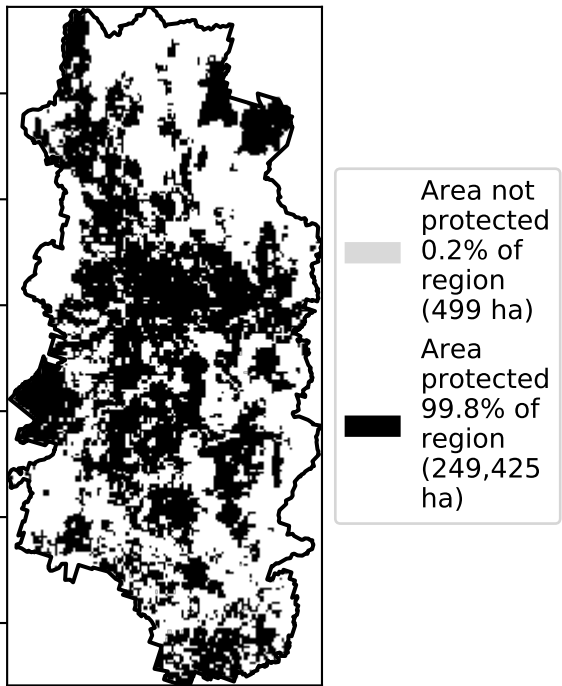 Area not
protected
0.2% of
region
(499 ha)
Area
protected
99.8% of
region
(249,425
ha)